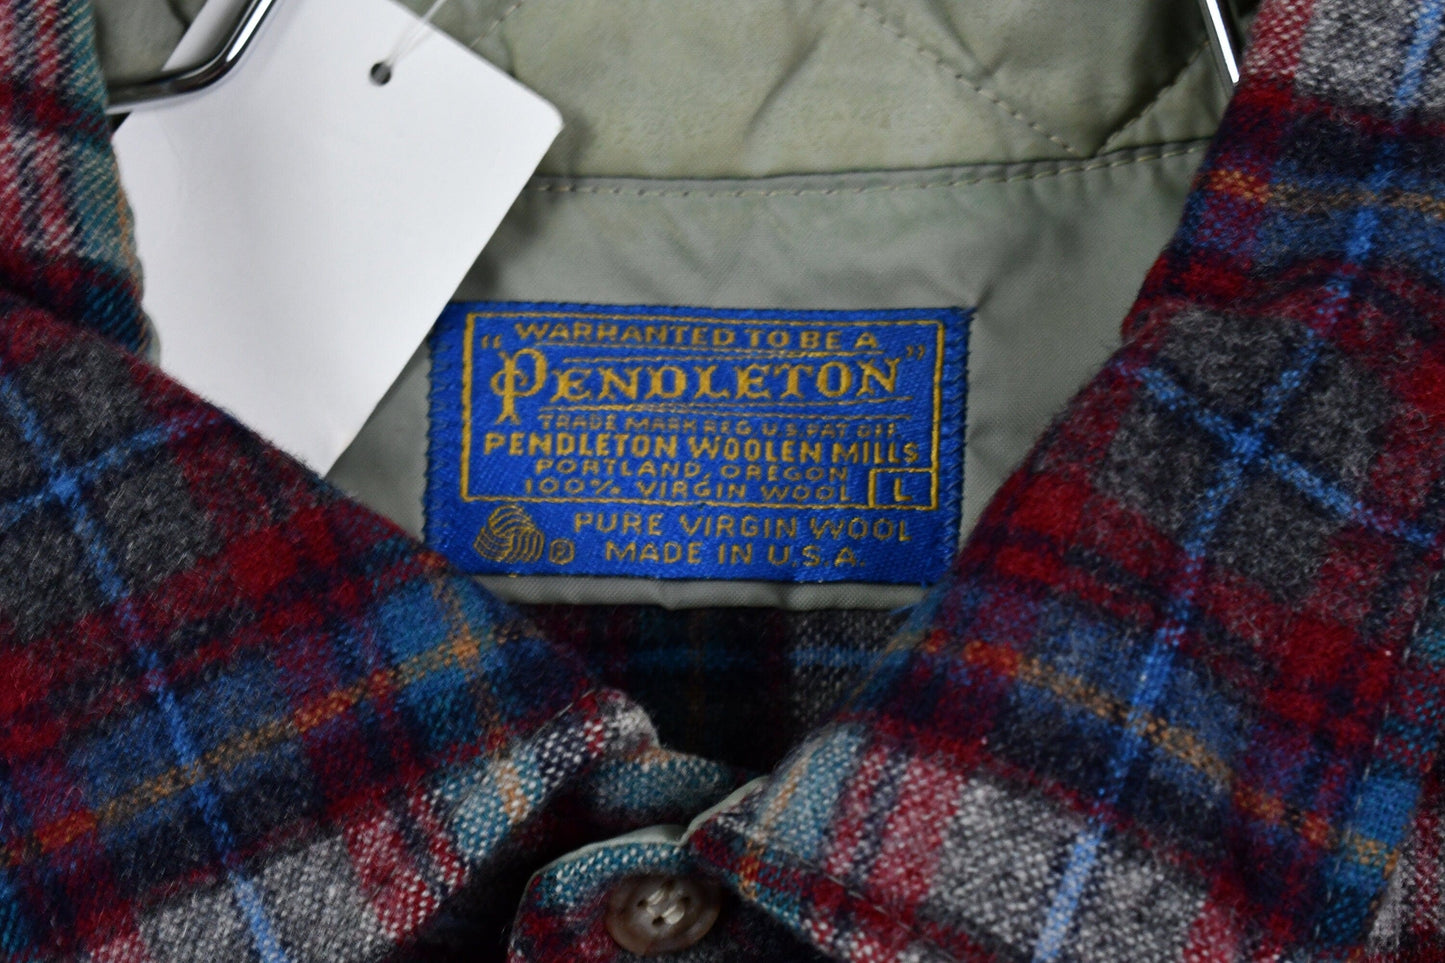 WARRANTED TO BE A
"PENDLETON"
TRADE MARK REG U.S. PAT OFF
PENDLETON WOOLEN MILLS
PORTLAND, OREGON
100% VIRGIN WOOL L
PURE VIRGIN WOOL
® MADE IN U.S.A.